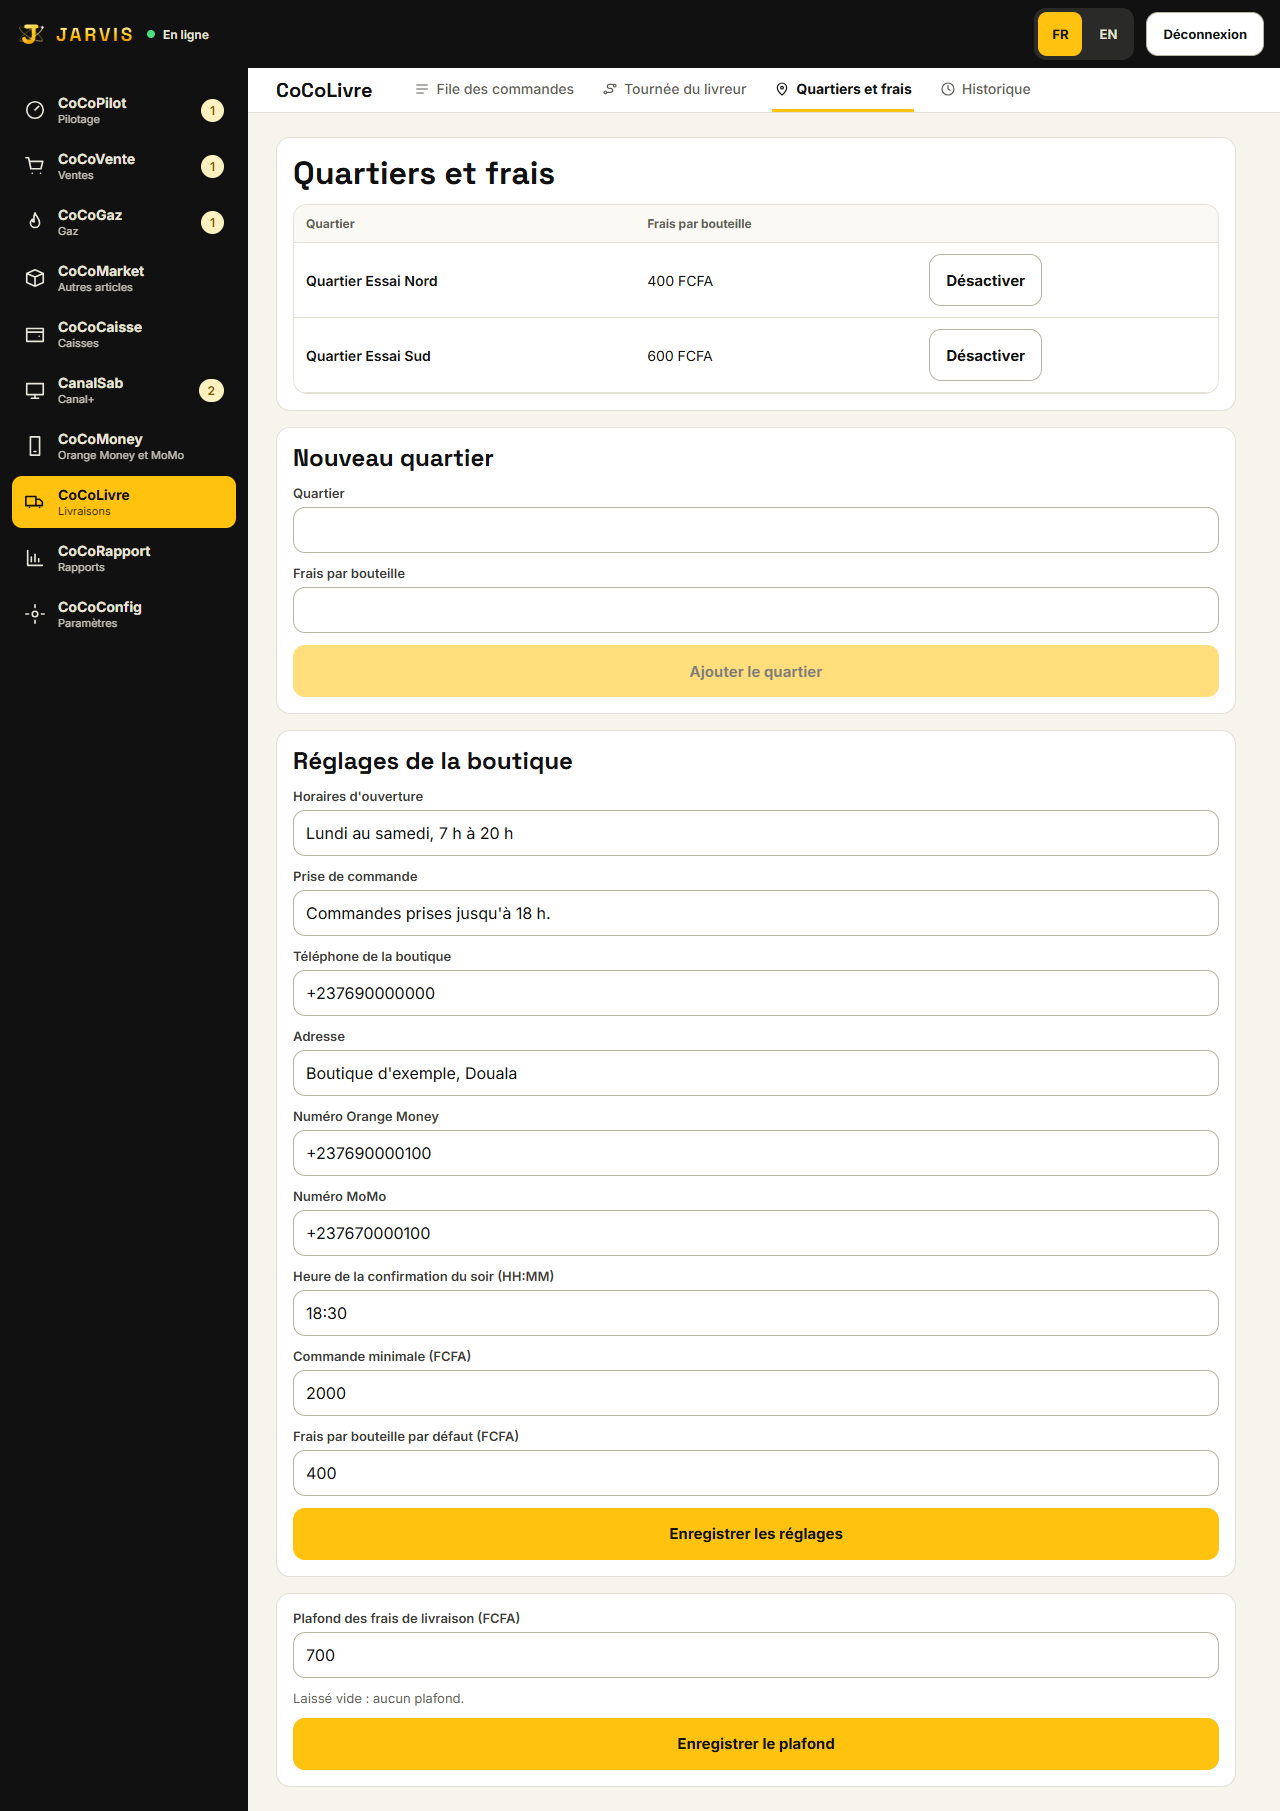 JARVIS
En ligne
FR
EN
Déconnexion
CoCoPilot
Pilotage
1
CoCoVente
Ventes
1
CoCoGaz
Gaz
1
CoCoMarket
Autres articles
CoCoCaisse
Caisses
CanalSab
Canal+
2
CoCoMoney
Orange Money et MoMo
CoCoLivre
Livraisons
CoCoRapport
Rapports
CoCoConfig
Paramètres
CoCoLivre
File des commandes
Tournée du livreur
Quartiers et frais
Historique
Quartiers et frais
Quartier
Frais par bouteille
Quartier Essai Nord
400 FCFA
Désactiver
Quartier Essai Sud
600 FCFA
Désactiver
Nouveau quartier
Quartier
Frais par bouteille
Ajouter le quartier
Réglages de la boutique
Horaires d'ouverture
Lundi au samedi, 7 h à 20 h
Prise de commande
Commandes prises jusqu'à 18 h.
Téléphone de la boutique
+237690000000
Adresse
Boutique d'exemple, Douala
Numéro Orange Money
+237690000100
Numéro MoMo
+237670000100
Heure de la confirmation du soir (HH:MM)
18:30
Commande minimale (FCFA)
2000
Frais par bouteille par défaut (FCFA)
400
Enregistrer les réglages
Plafond des frais de livraison (FCFA)
700
Laissé vide : aucun plafond.
Enregistrer le plafond